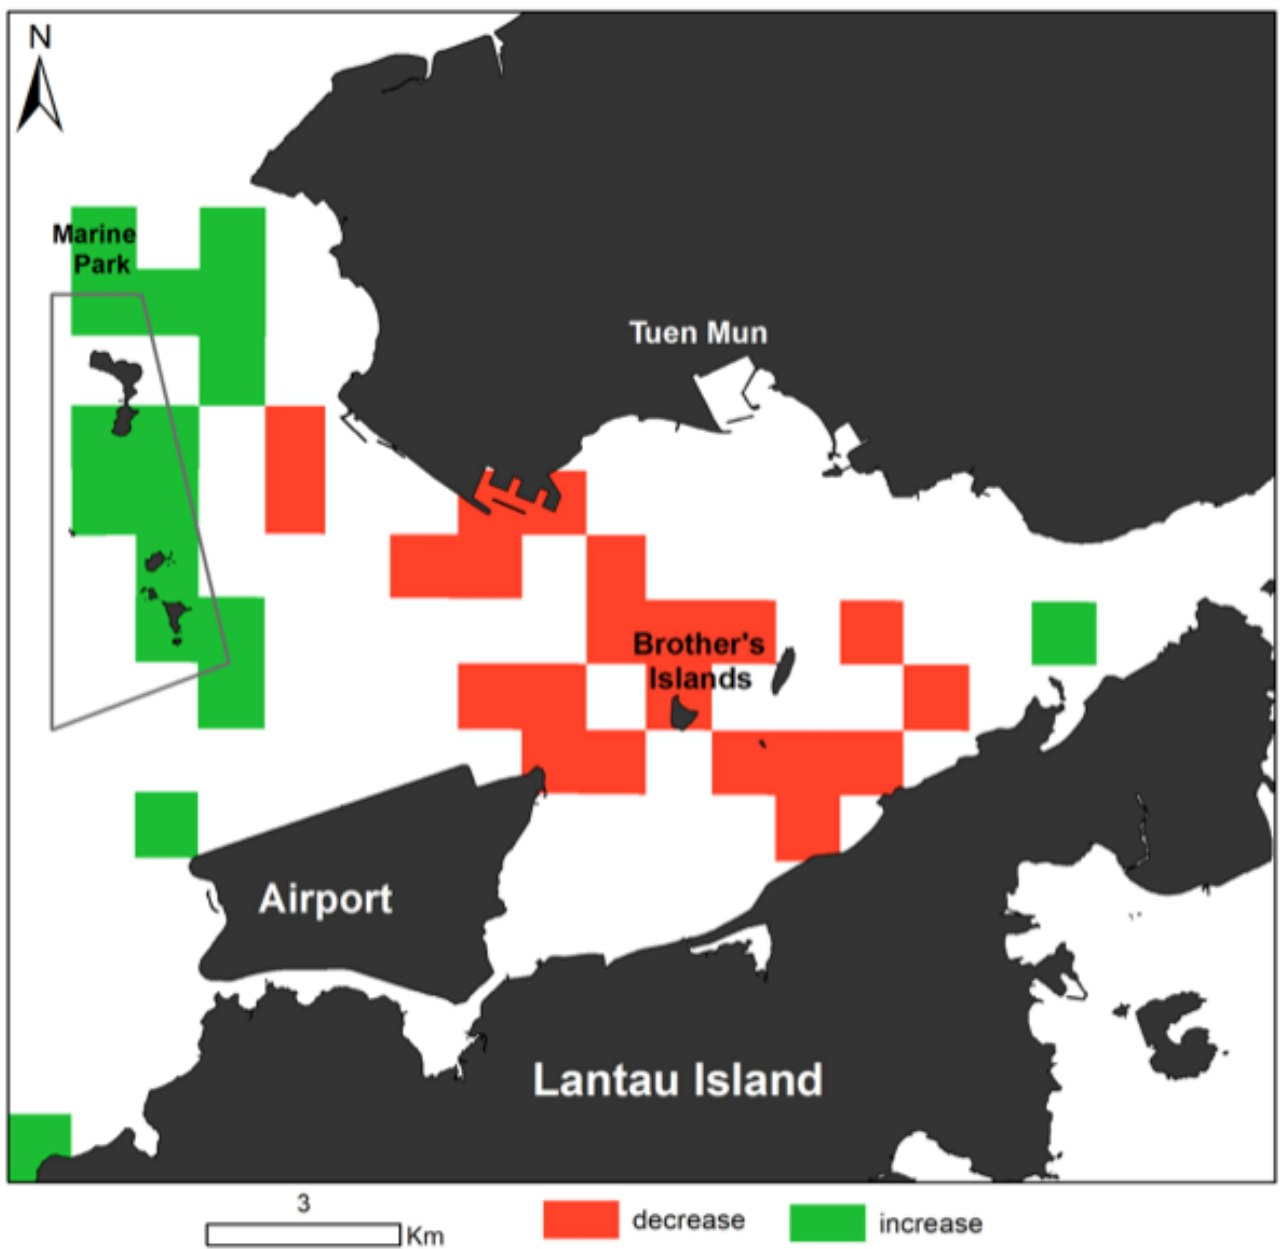 N
Marine
Park
Tuen Mun
Brother's
Islands
Airport
Lantau Island
3
Km
decrease
increase